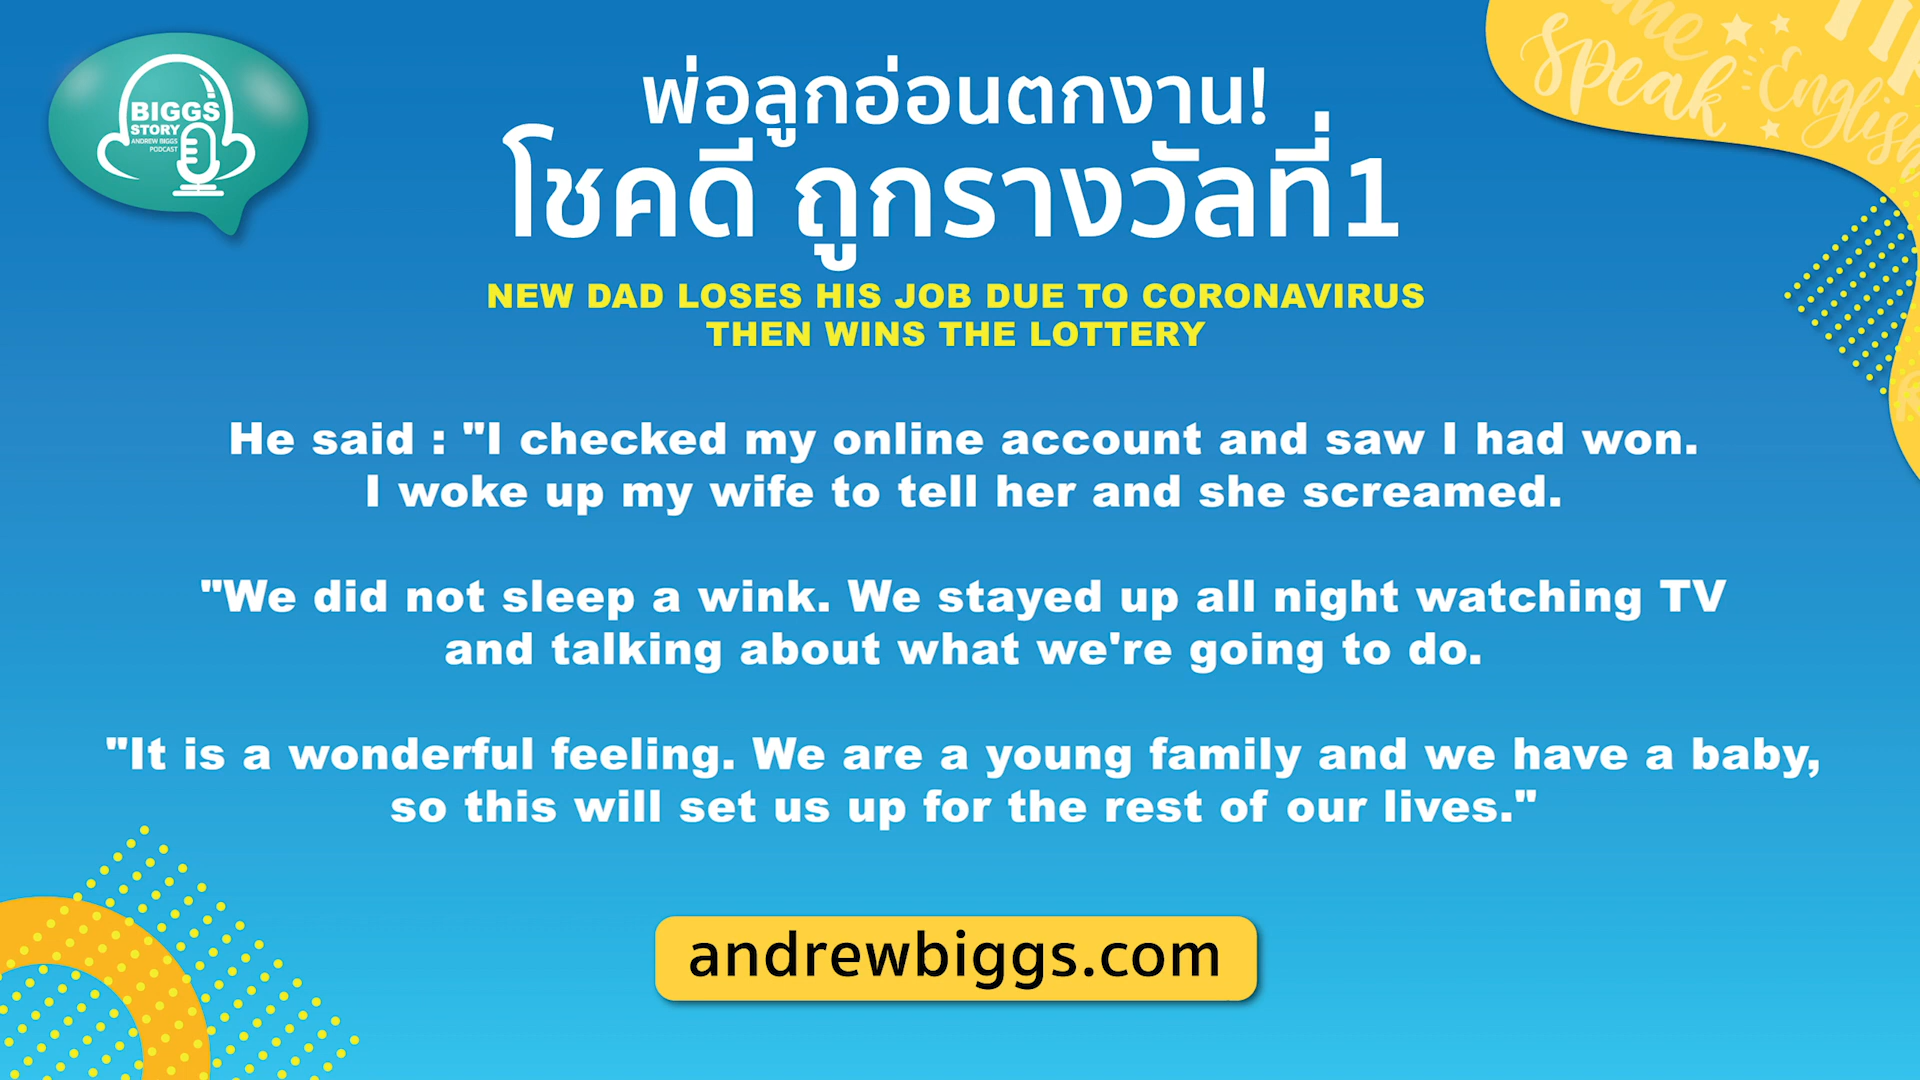 BIGGS
STORY
ANDREW BIGGS
PODCAST
พ่อลูกอ่อนตกงาน!
โชคดี ถูกรางวัลที่1
NEW DAD LOSES HIS JOB DUE TO CORONAVIRUS
THEN WINS THE LOTTERY
He said : "I checked my online account and saw I had won.
I woke up my wife to tell her and she screamed.
"We did not sleep a wink. We stayed up all night watching TV
and talking about what we're going to do.
"It is a wonderful feeling. We are a young family and we have a baby,
so this will set us up for the rest of our lives."
andrewbiggs.com
Speak
English